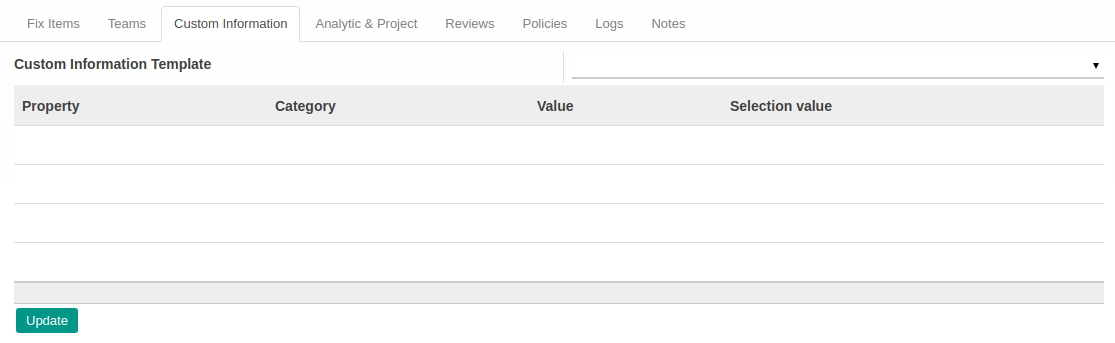 Fix Items Teams Custom Information Analytic & Project Reviews Policies Logs Notes
Custom Information Template
Property Category Value Selection value
Update